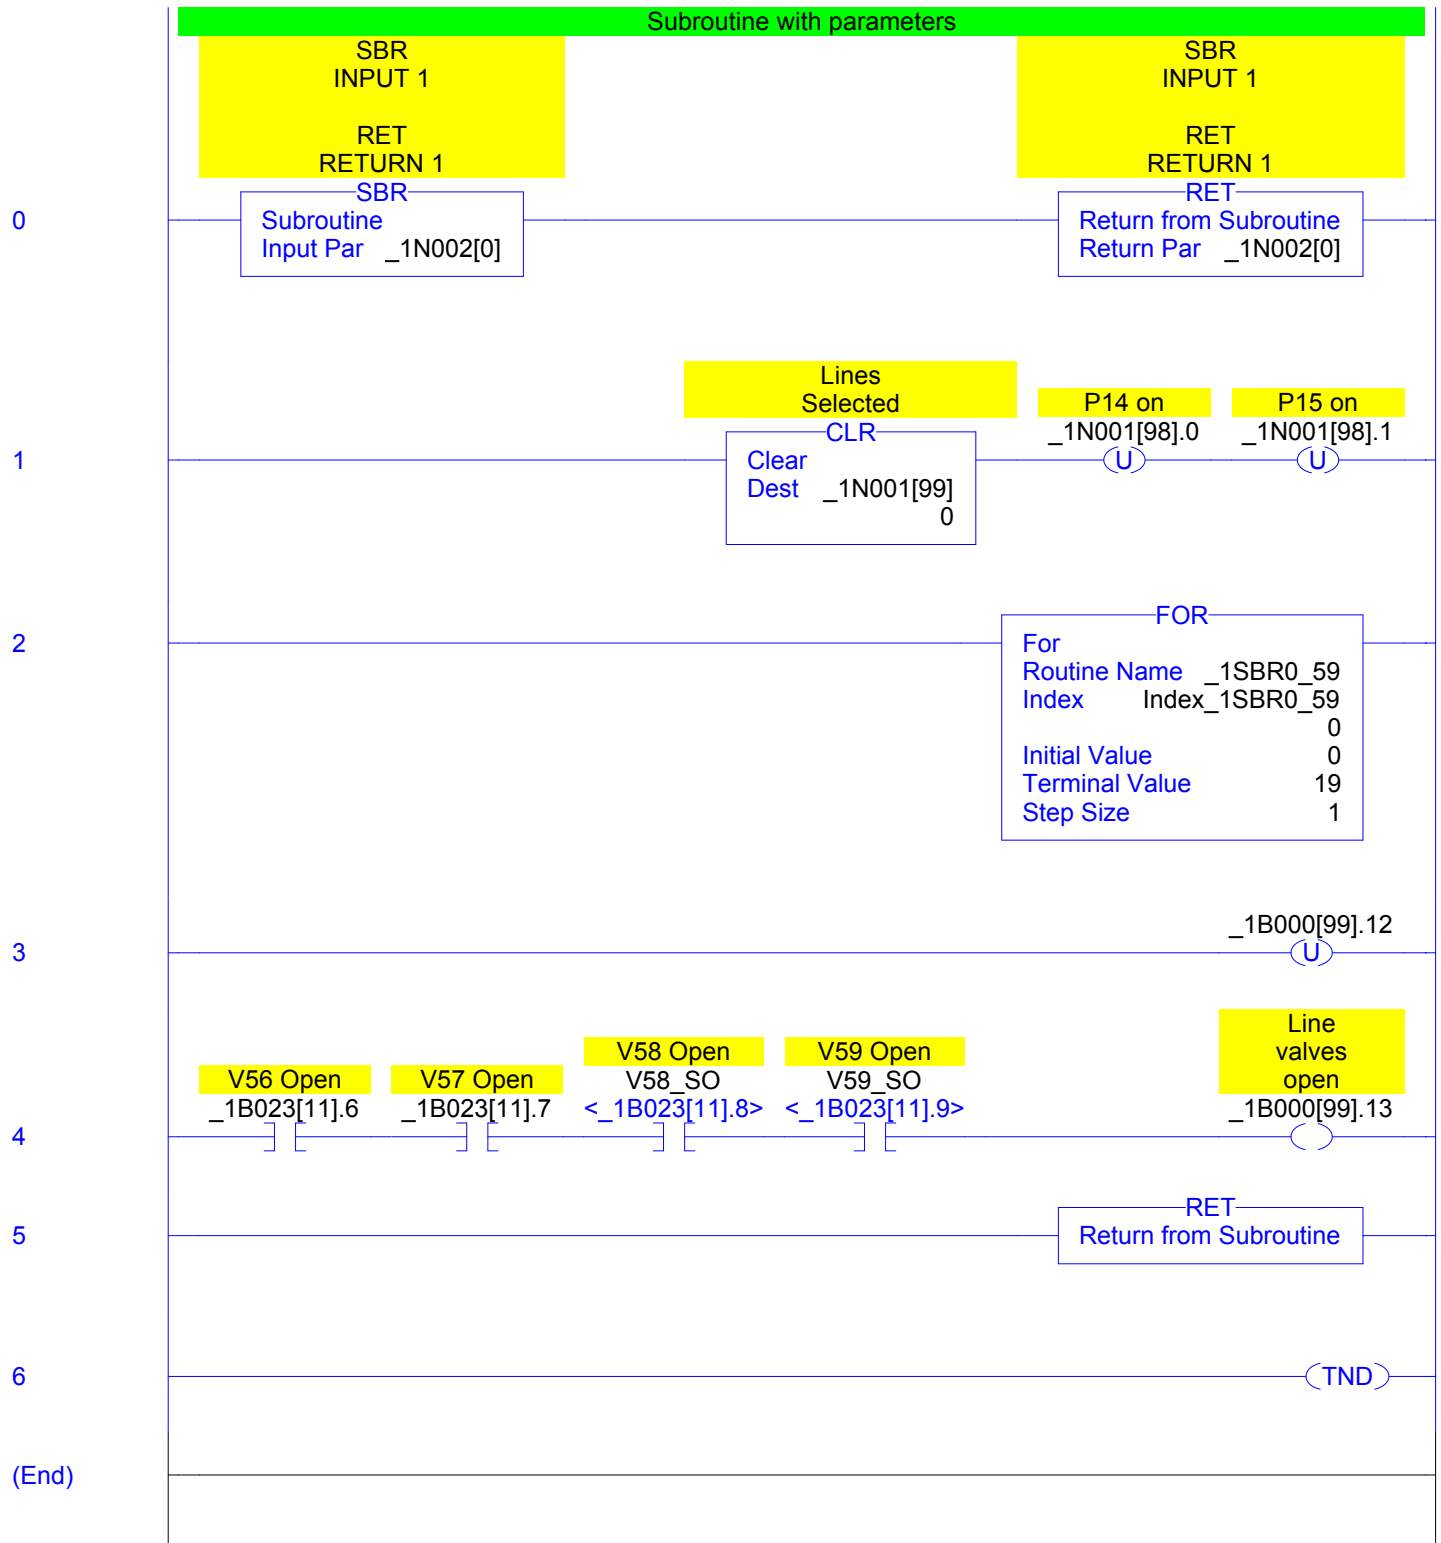 Subroutine with parameters
SBR
INPUT 1
RET
RETURN 1
SBR
INPUT 1
RET
RETURN 1
0
SBR
Subroutine
Input Par _1N002[0]
RET
Return from Subroutine
Return Par _1N002[0]
1
Lines
Selected
CLR
Clear
Dest _1N001[99]
0
P14 on
_1N001[98].0
U
P15 on
_1N001[98].1
U
2
FOR
For
Routine Name _1SBR0_59
Index Index_1SBR0_59
0
Initial Value 0
Terminal Value 19
Step Size 1
3
_1B000[99].12
U
4
V56 Open
_1B023[11].6
V57 Open
_1B023[11].7
V58 Open
V58_SO
<_1B023[11].8>
V59 Open
V59_SO
<_1B023[11].9>
Line
valves
open
_1B000[99].13
5
RET
Return from Subroutine
6
TND
(End)